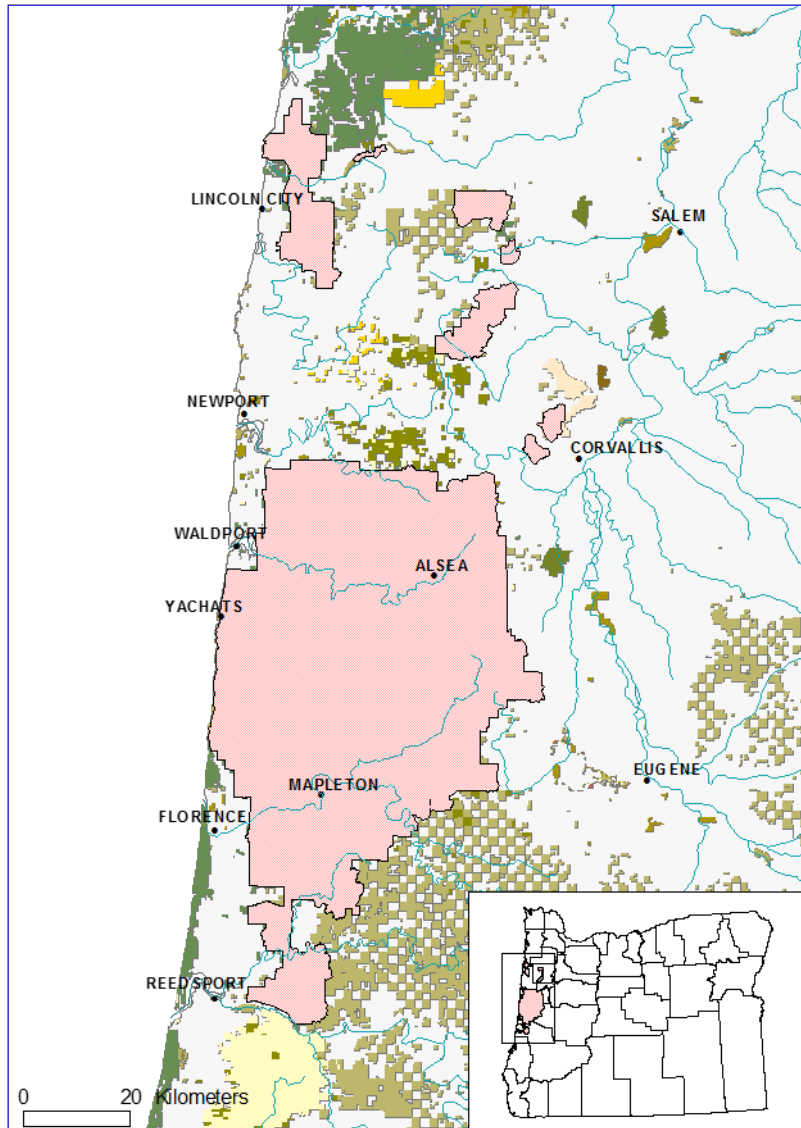 LINCOLN CITY
SALEM
NEWPORT
CORVALLIS
WALDPORT
ALSEA
YACHATS
EUGENE
MAPLETON
FLORENCE
REEDSPORT
0 20 Kilometers